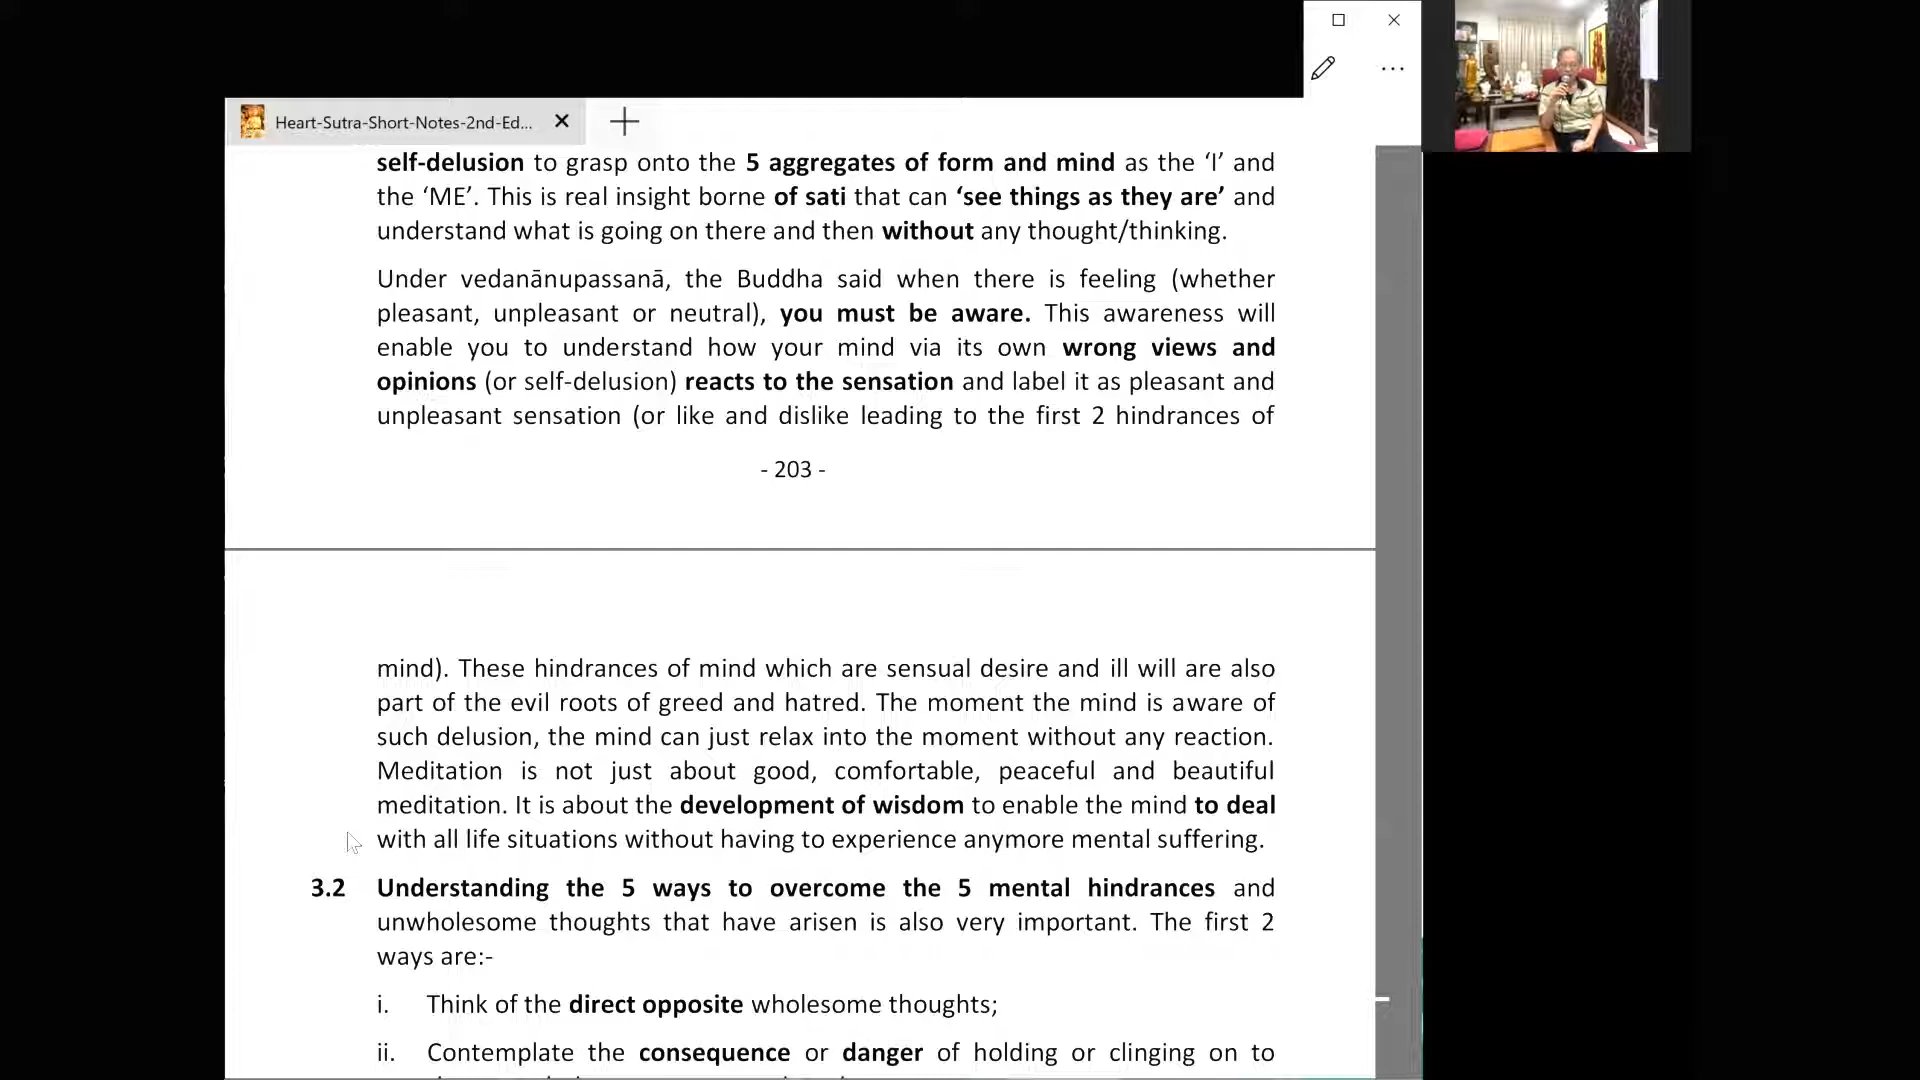 Heart-Sutra-Short-Notes-2nd-Ed...
self-delusion to grasp onto the 5 aggregates of form and mind as the ‘I’ and
the ‘ME’. This is real insight borne of sati that can ‘see things as they are’ and
understand what is going on there and then without any thought/thinking.
Under vedanānupassanā, the Buddha said when there is feeling (whether
pleasant, unpleasant or neutral), you must be aware. This awareness will
enable you to understand how your mind via its own wrong views and
opinions (or self-delusion) reacts to the sensation and label it as pleasant and
unpleasant sensation (or like and dislike leading to the first 2 hindrances of
- 203 -
mind). These hindrances of mind which are sensual desire and ill will are also
part of the evil roots of greed and hatred. The moment the mind is aware of
such delusion, the mind can just relax into the moment without any reaction.
Meditation is not just about good, comfortable, peaceful and beautiful
meditation. It is about the development of wisdom to enable the mind to deal
with all life situations without having to experience anymore mental suffering.
3.2 Understanding the 5 ways to overcome the 5 mental hindrances and
unwholesome thoughts that have arisen is also very important. The first 2
ways are:-
i. Think of the direct opposite wholesome thoughts;
ii. Contemplate the consequence or danger of holding or clinging on to